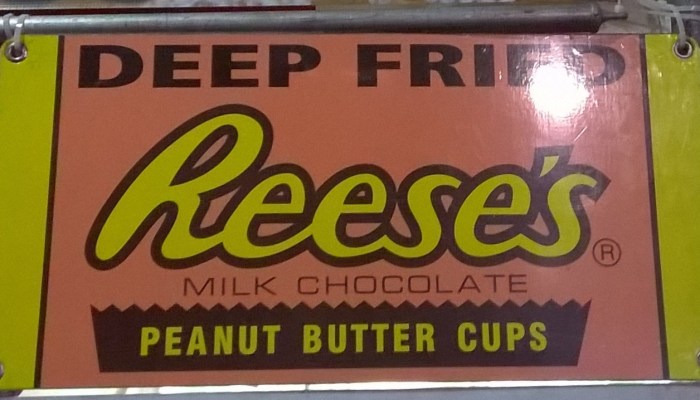 DEEP FRIED
Reese's ®
MILK CHOCOLATE
PEANUT BUTTER CUPS